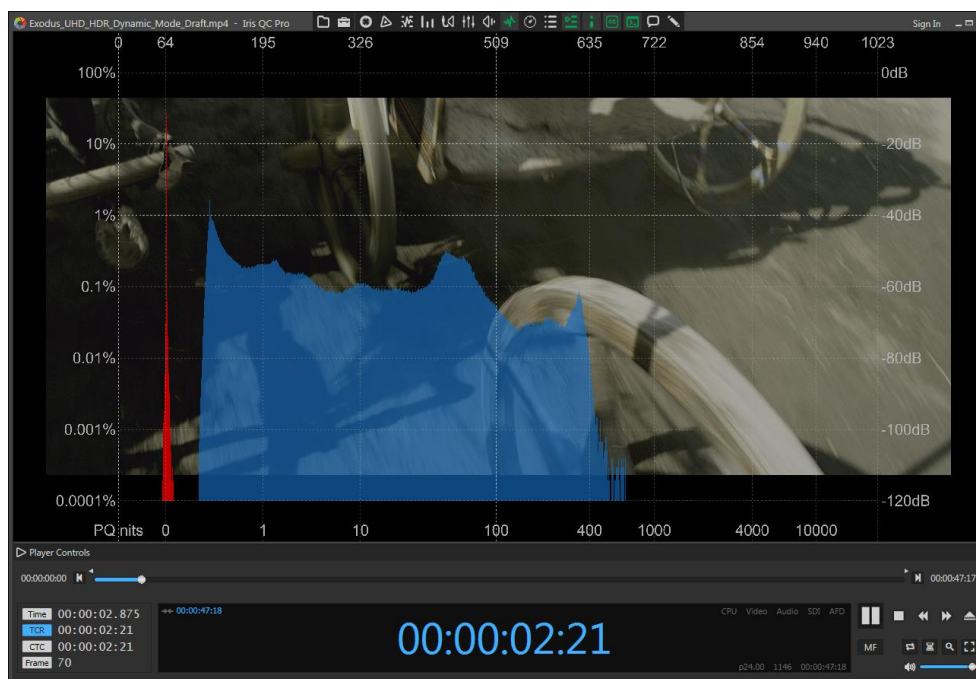 Exodus_UHD_HDR_Dynamic_Mode_Draft.mp4 - Iris QC Pro
Sign In
0 64 195 326 509 635 722 854 940 1023
100% 0dB
10% -20dB
1% -40dB
0.1% -60dB
0.01% -80dB
0.001% -100dB
0.0001% -120dB
PQ nits 0 1 10 100 400 1000 4000 10000
Player Controls
00:00:00:00 00:00:47:17
Time 00:00:02.875
TCR 00:00:02:21
CTC 00:00:02:21
Frame 70
00:00:47:18
CPU Video Audio SDI AFD
00:00:02:21
p24.00 1146 00:00:47:18
MF